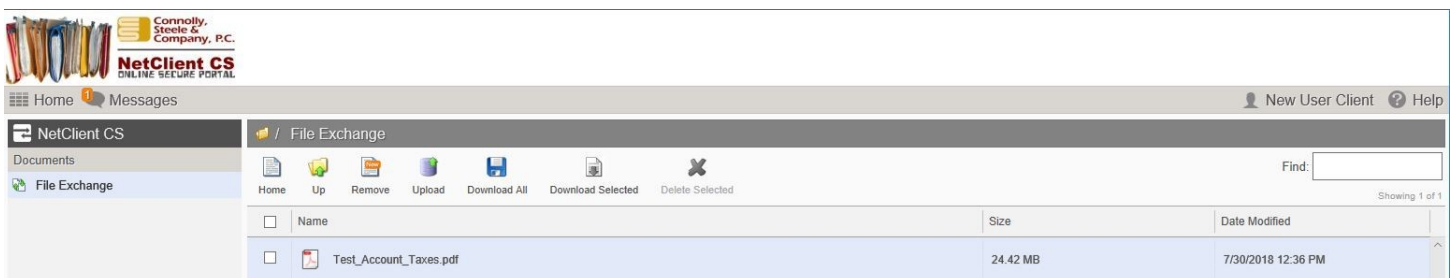 Connolly,
Steele &
Company, P.C.
NetClient CS
ONLINE SECURE PORTAL
Home 1 Messages New User Client ? Help
NetClient CS
/ File Exchange
Documents
File Exchange
New
Home Up Remove Upload Download All Download Selected Delete Selected
Find:
Showing 1 of 1
Name Size Date Modified
Test_Account_Taxes.pdf 24.42 MB 7/30/2018 12:36 PM